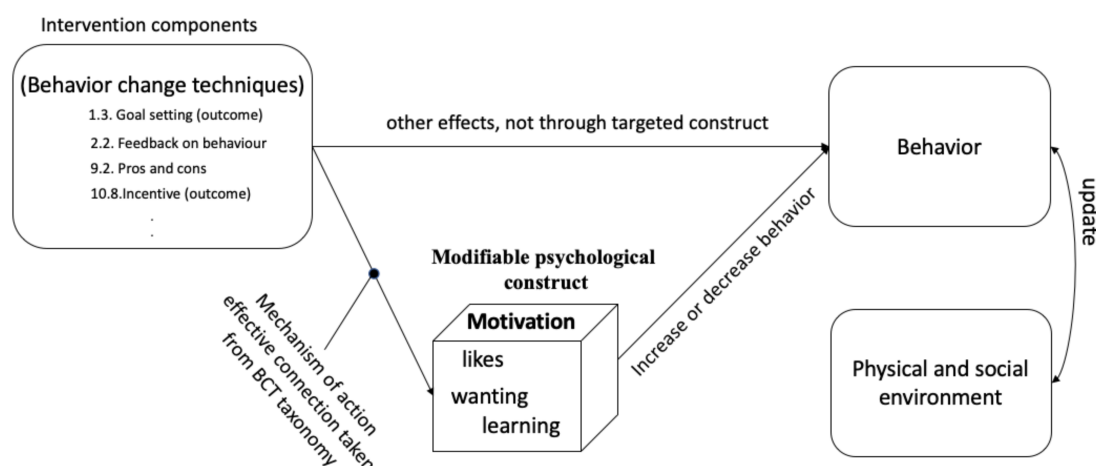 Intervention components
(Behavior change techniques)
1.3. Goal setting (outcome)
2.2. Feedback on behaviour
9.2. Pros and cons
10.8.Incentive (outcome)
.
.
other effects, not through targeted construct
Behavior
update
Modifiable psychological
construct
Motivation
likes
wanting
learning
Increase or decrease behavior
Mechanism of action
effective connection taken
from BCT taxonomy
Physical and social
environment